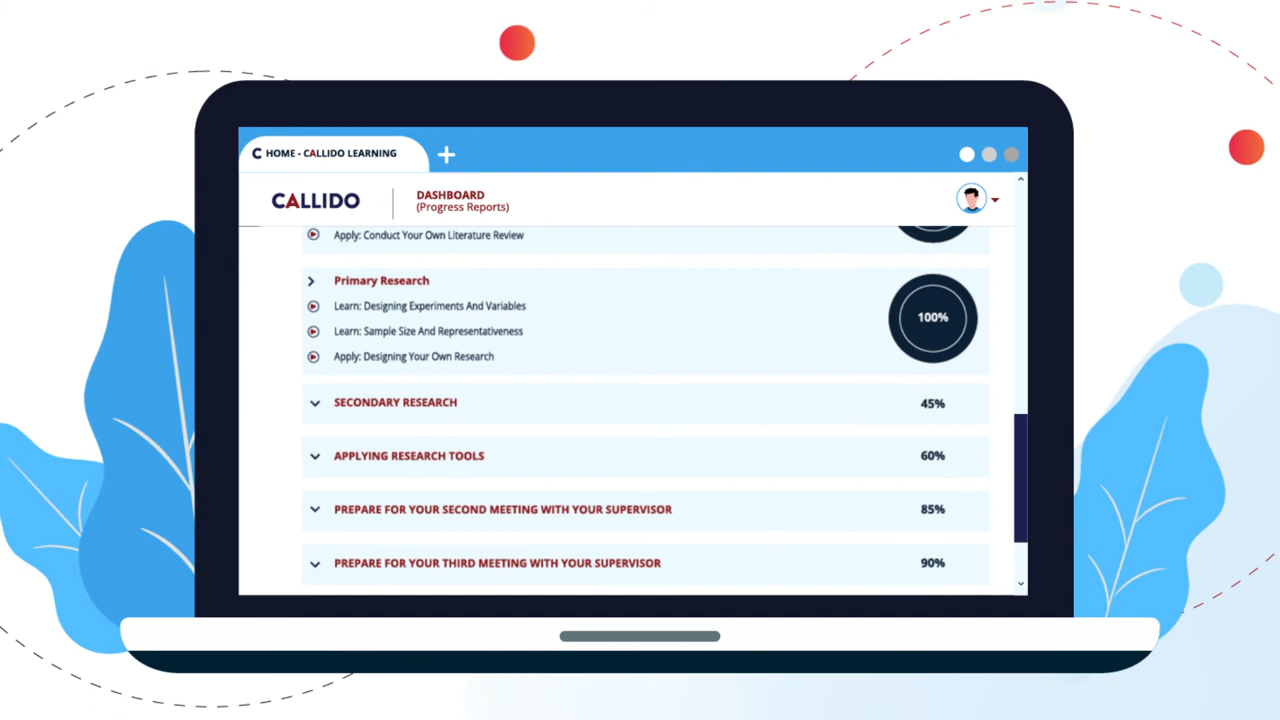 HOME - CALLIDO LEARNING
CALLIDO
DASHBOARD
(Progress Reports)
Apply: Conduct Your Own Literature Review
Primary Research
Learn: Designing Experiments And Variables
100%
Learn: Sample Size And Representativeness
Apply: Designing Your Own Research
SECONDARY RESEARCH 45%
APPLYING RESEARCH TOOLS 60%
PREPARE FOR YOUR SECOND MEETING WITH YOUR SUPERVISOR 85%
PREPARE FOR YOUR THIRD MEETING WITH YOUR SUPERVISOR 90%